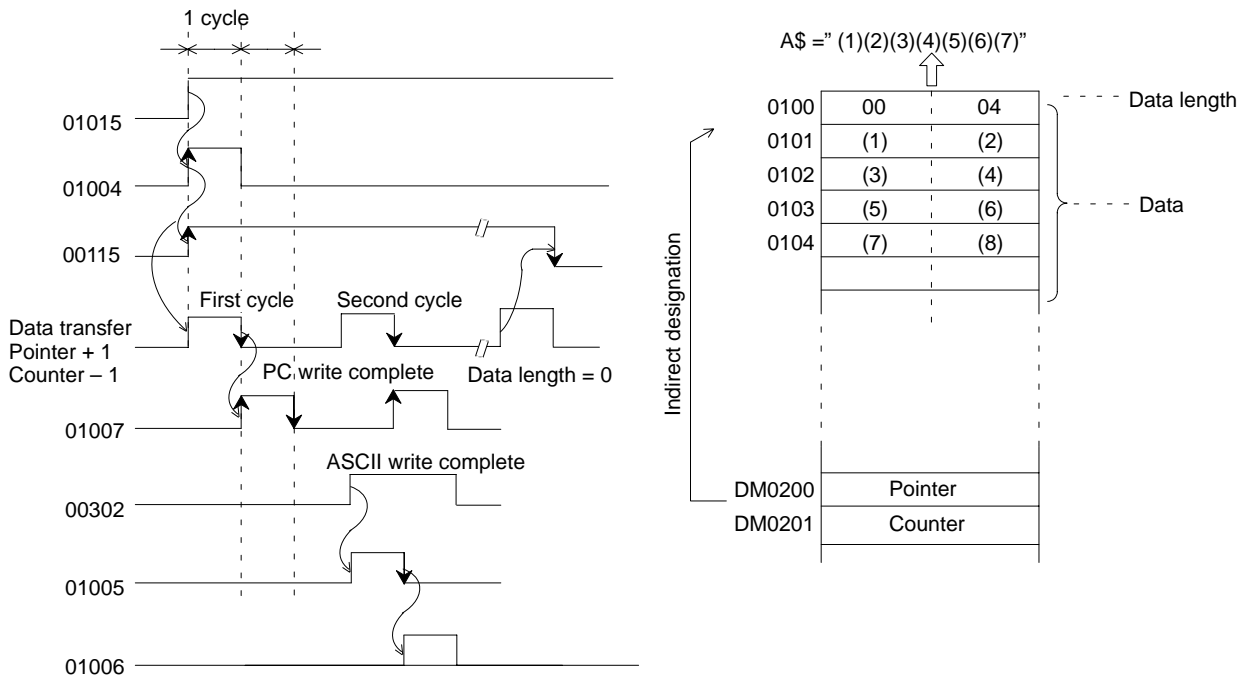 1 cycle
01015
01004
00115
First cycle
Second cycle
Data transfer
Pointer + 1
Counter – 1
PC write complete
Data length = 0
01007
ASCII write complete
00302
01005
01006
A$ =” (1)(2)(3)(4)(5)(6)(7)”
0100 00 04 Data length
0101 (1) (2)
0102 (3) (4)
0103 (5) (6) Data
0104 (7) (8)
Indirect designation
DM0200 Pointer
DM0201 Counter